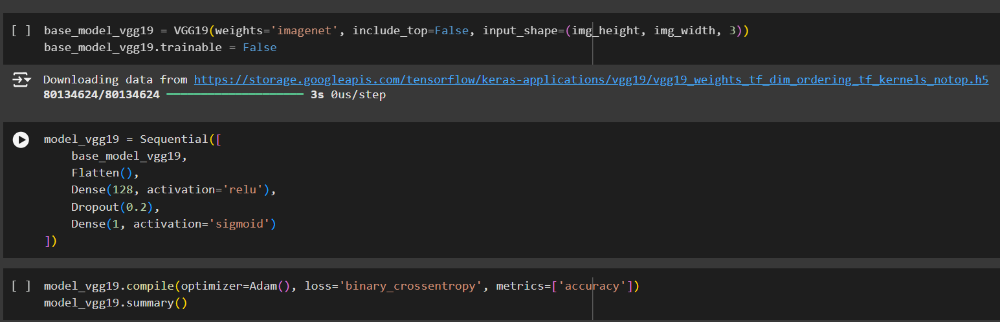 [ ] base_model_vgg19 = VGG19(weights='imagenet', include_top=False, input_shape=(img_height, img_width, 3))
base_model_vgg19.trainable = False
Downloading data from https://storage.googleapis.com/tensorflow/keras-applications/vgg19/vgg19_weights_tf_dim_ordering_tf_kernels_notop.h5
80134624/80134624 ━━━━━━━━━━━━━━━━━━━━ 3s 0us/step
model_vgg19 = Sequential([
    base_model_vgg19,
    Flatten(),
    Dense(128, activation='relu'),
    Dropout(0.2),
    Dense(1, activation='sigmoid')
])
[ ] model_vgg19.compile(optimizer=Adam(), loss='binary_crossentropy', metrics=['accuracy'])
model_vgg19.summary()